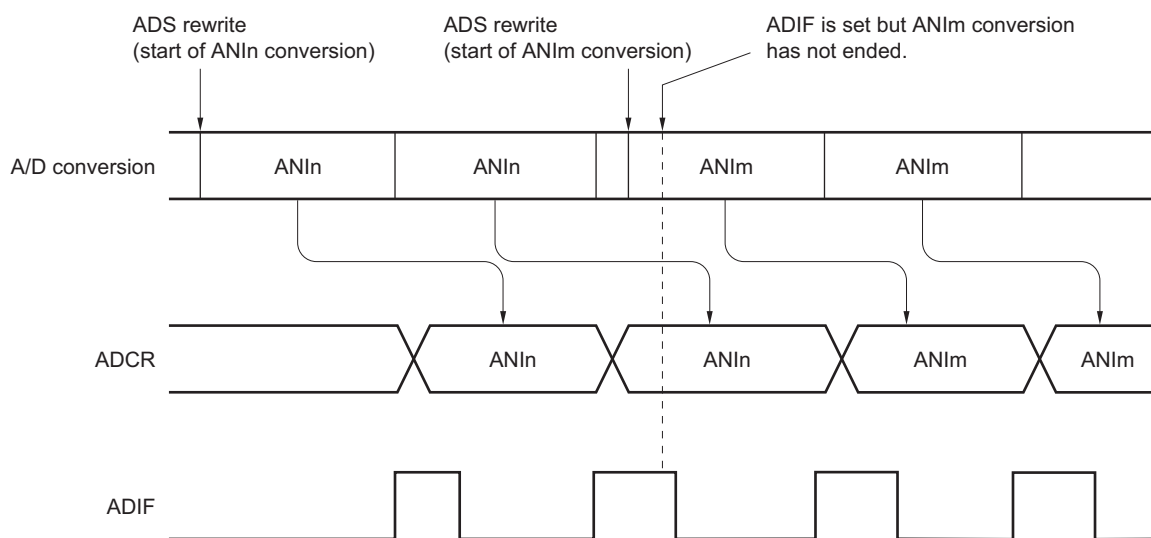 ADS rewrite
(start of ANIn conversion)
ADS rewrite
(start of ANIm conversion)
ADIF is set but ANIm conversion
has not ended.
A/D conversion
ANIn
ANIn
ANIm
ANIm
ADCR
ANIn
ANIn
ANIm
ANIm
ADIF